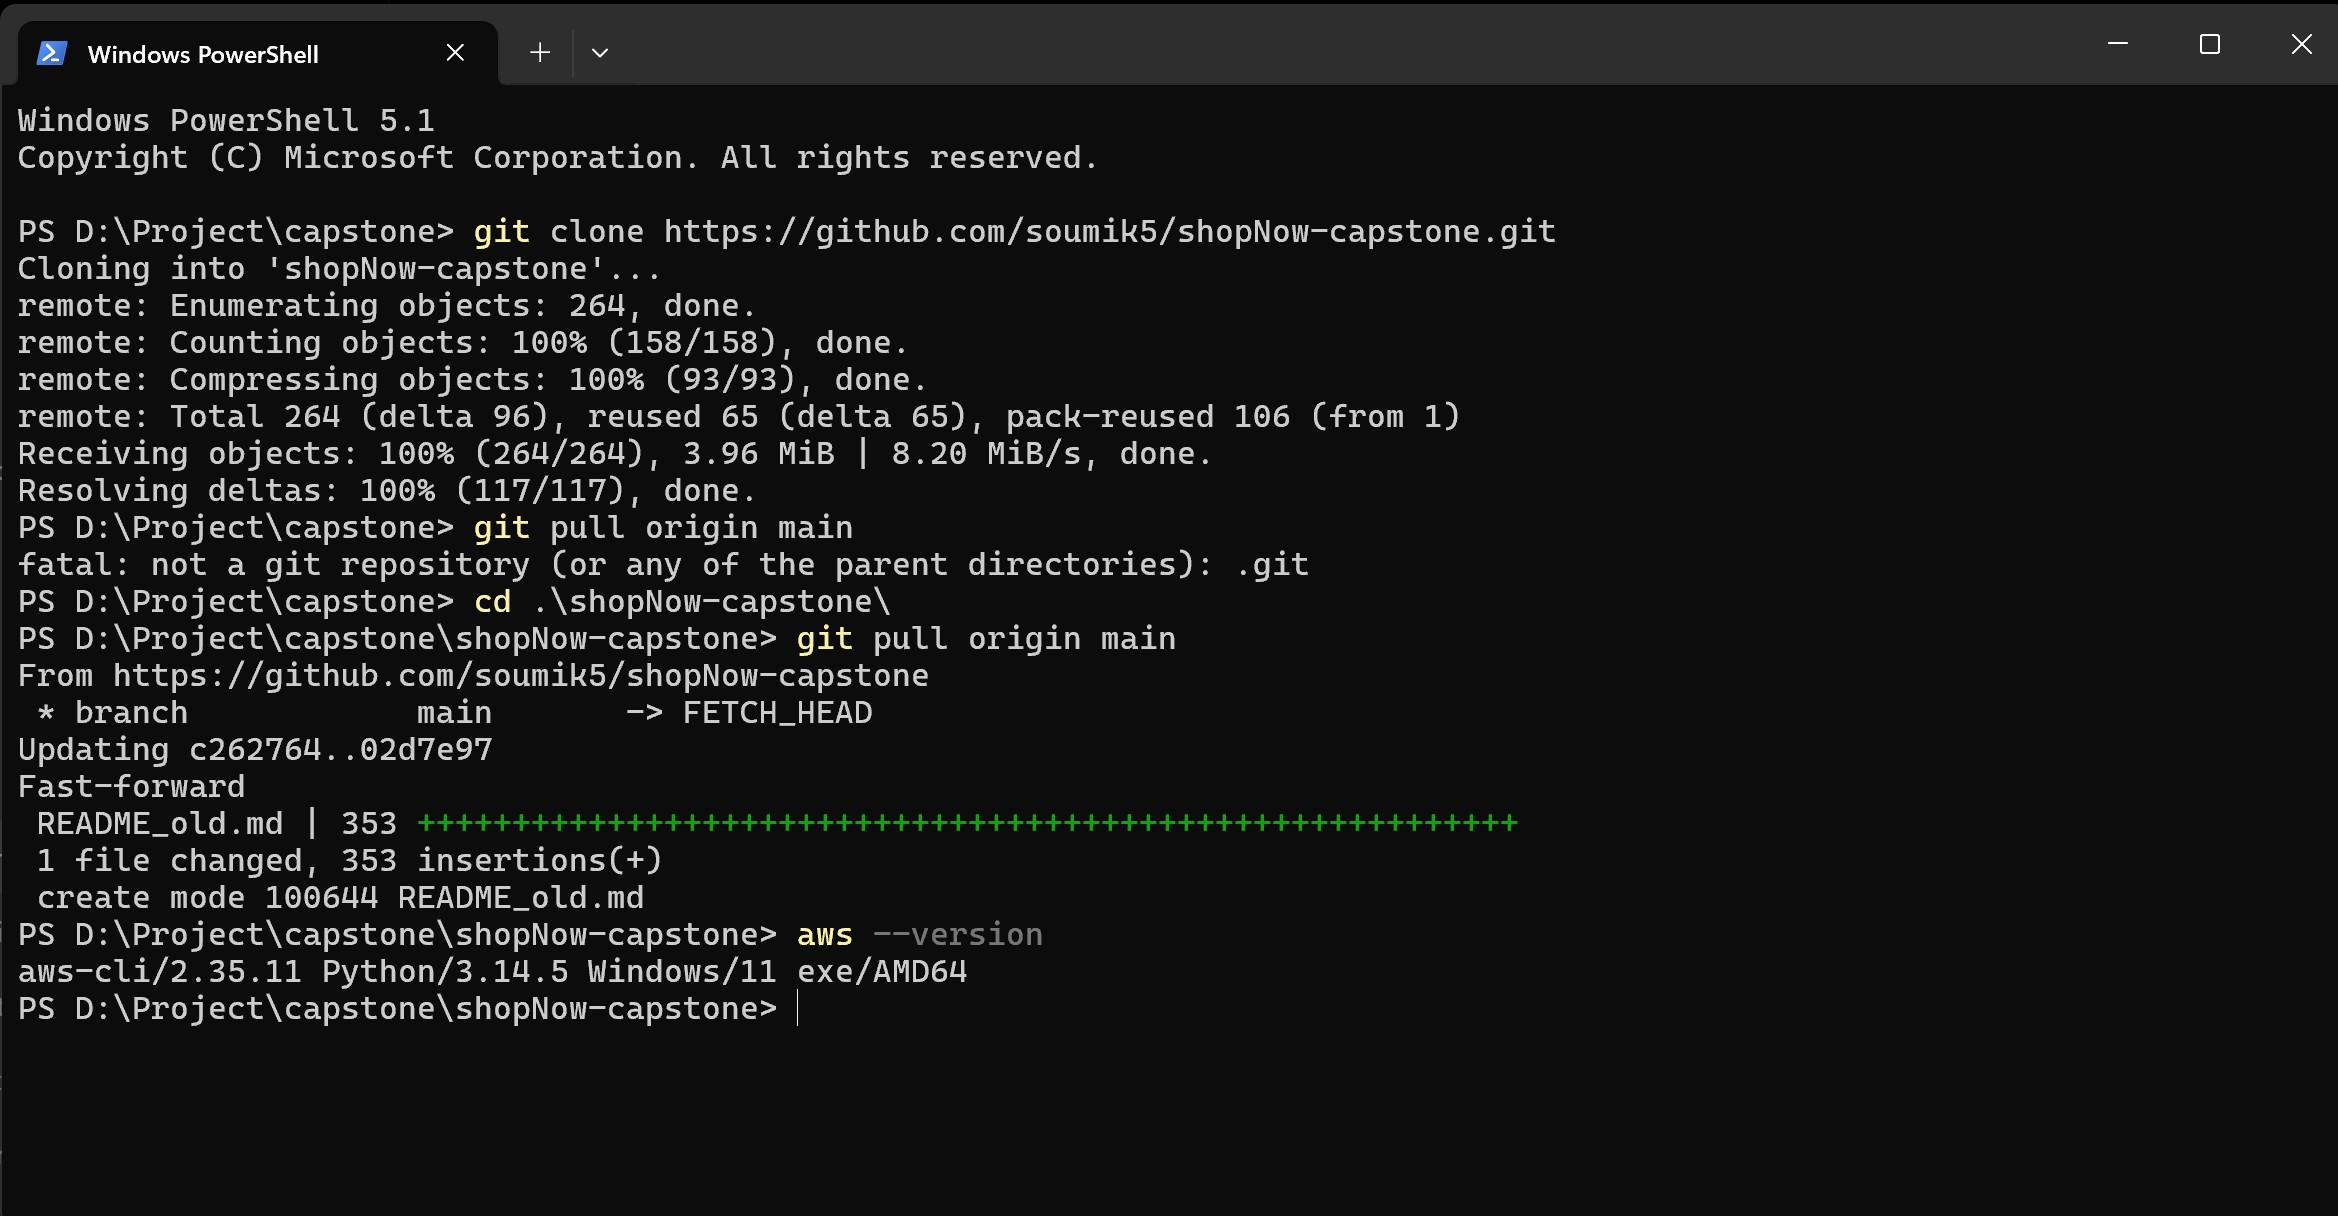 Windows PowerShell
Windows PowerShell 5.1
Copyright (C) Microsoft Corporation. All rights reserved.
PS D:\Project\capstone> git clone https://github.com/soumik5/shopNow-capstone.git
Cloning into 'shopNow-capstone'...
remote: Enumerating objects: 264, done.
remote: Counting objects: 100% (158/158), done.
remote: Compressing objects: 100% (93/93), done.
remote: Total 264 (delta 96), reused 65 (delta 65), pack-reused 106 (from 1)
Receiving objects: 100% (264/264), 3.96 MiB | 8.20 MiB/s, done.
Resolving deltas: 100% (117/117), done.
PS D:\Project\capstone> git pull origin main
fatal: not a git repository (or any of the parent directories): .git
PS D:\Project\capstone> cd .\shopNow-capstone\
PS D:\Project\capstone\shopNow-capstone> git pull origin main
From https://github.com/soumik5/shopNow-capstone
 * branch            main       -> FETCH_HEAD
Updating c262764..02d7e97
Fast-forward
 README_old.md | 353 ++++++++++++++++++++++++++++++++++++++++++++++++++++++++++
 1 file changed, 353 insertions(+)
 create mode 100644 README_old.md
PS D:\Project\capstone\shopNow-capstone> aws --version
aws-cli/2.35.11 Python/3.14.5 Windows/11 exe/AMD64
PS D:\Project\capstone\shopNow-capstone>